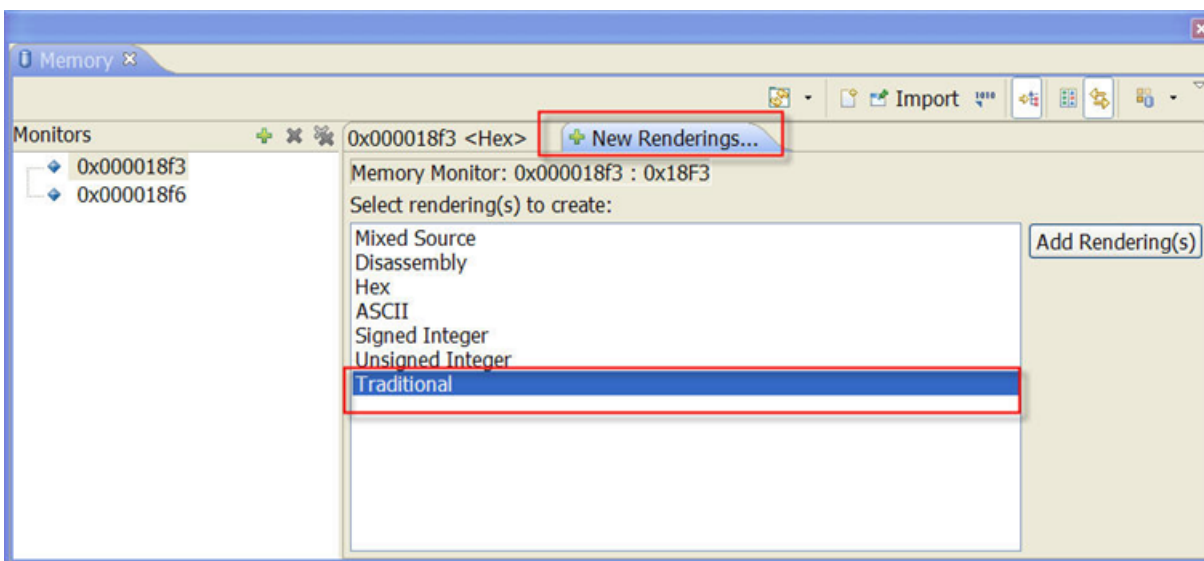 Memory
Import
Monitors
0x000018f3
0x000018f6
0x000018f3 <Hex>
New Renderings...
Memory Monitor: 0x000018f3 : 0x18F3
Select rendering(s) to create:
Mixed Source
Disassembly
Hex
ASCII
Signed Integer
Unsigned Integer
Traditional
Add Rendering(s)